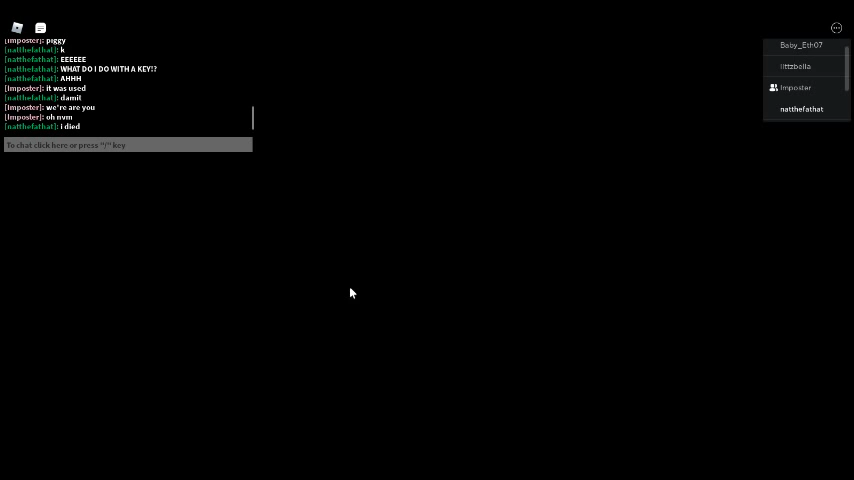 [Imposter]: piggy
[natthefathat]: k
[natthefathat]: EEEEEE
[natthefathat]: WHAT DO I DO WITH A KEY!?
[natthefathat]: AHHH
[Imposter]: it was used
[natthefathat]: damit
[Imposter]: we're are you
[Imposter]: oh nvm
[natthefathat]: i died
To chat click here or press "/" key
Baby_Eth07
littzbella
Imposter
natthefathat